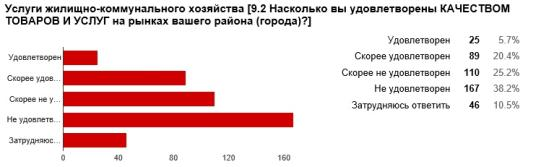 Услуги жилищно-коммунального хозяйства [9.2 Насколько вы удовлетворены КАЧЕСТВОМ
ТОВАРОВ И УСЛУГ на рынках вашего района (города)?]
Удовлетворен 25 5.7%
Скорее удовлетворен 89 20.4%
Скорее не удовлетворен 110 25.2%
Не удовлетворен 167 38.2%
Затрудняюсь ответить 46 10.5%
Удовлетворен
Скорее удов...
Скорее не у...
Не удовлетв...
Затрудняюс...
0 40 80 120 160